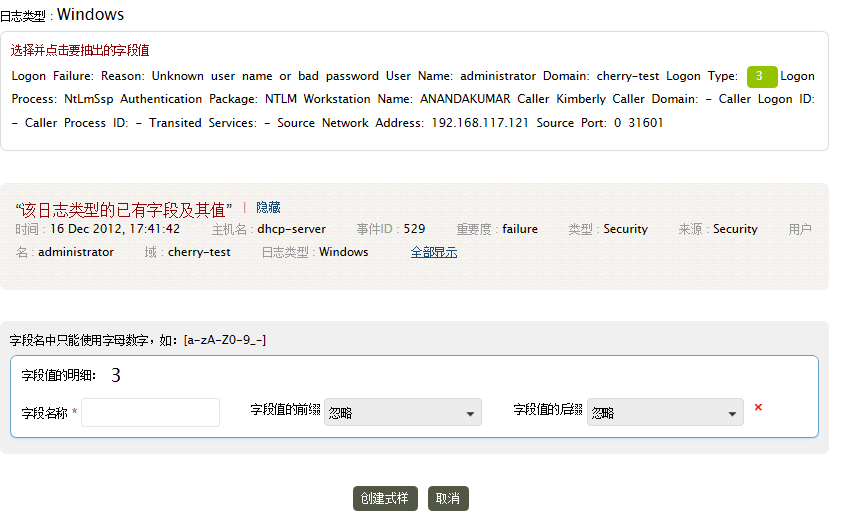 日志类型 : Windows
选择并点击要抽出的字段值
Logon Failure: Reason: Unknown user name or bad password User Name: administrator Domain: cherry-test Logon Type: 3 Logon
Process: NtLmSsp Authentication Package: NTLM Workstation Name: ANANDAKUMAR Caller Kimberly Caller Domain: - Caller Logon ID:
- Caller Process ID: - Transited Services: - Source Network Address: 192.168.117.121 Source Port: 0 31601
“该日志类型的已有字段及其值” | 隐藏
时间 : 16 Dec 2012, 17:41:42 主机名 : dhcp-server 事件ID : 529 重要度 : failure 类型 : Security 来源 : Security 用户
名 : administrator 域 : cherry-test 日志类型 : Windows 全部显示
字段名中只能使用字母数字，如：[a-zA-Z0-9_-]
字段值的明细： 3
字段名称 * 字段值的前缀 忽略 字段值的后缀 忽略 ×
创建式样 取消